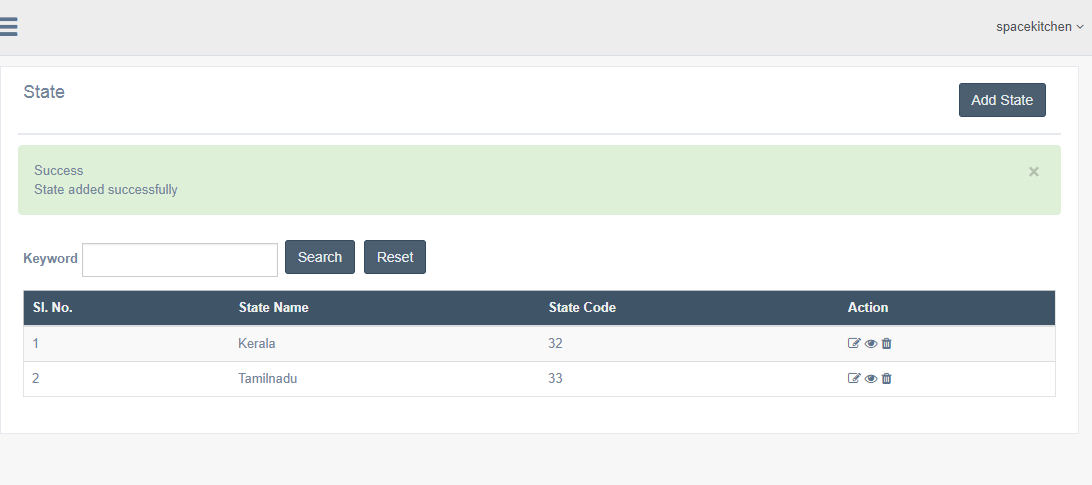 spacekitchen
State
Add State
Success
×
State added successfully
Keyword
Search
Reset
Sl. No. State Name State Code Action
1 Kerala 32
2 Tamilnadu 33